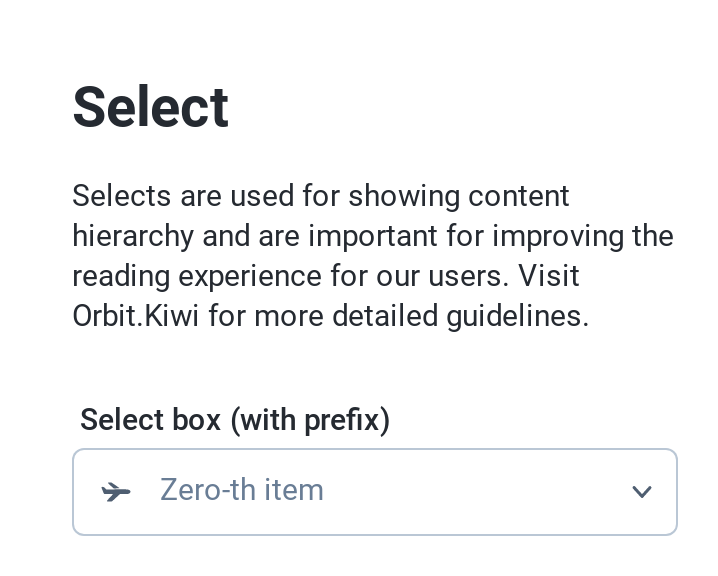 Select
Selects are used for showing content
hierarchy and are important for improving the
reading experience for our users. Visit
Orbit.Kiwi for more detailed guidelines.
Select box (with prefix)
Zero-th item